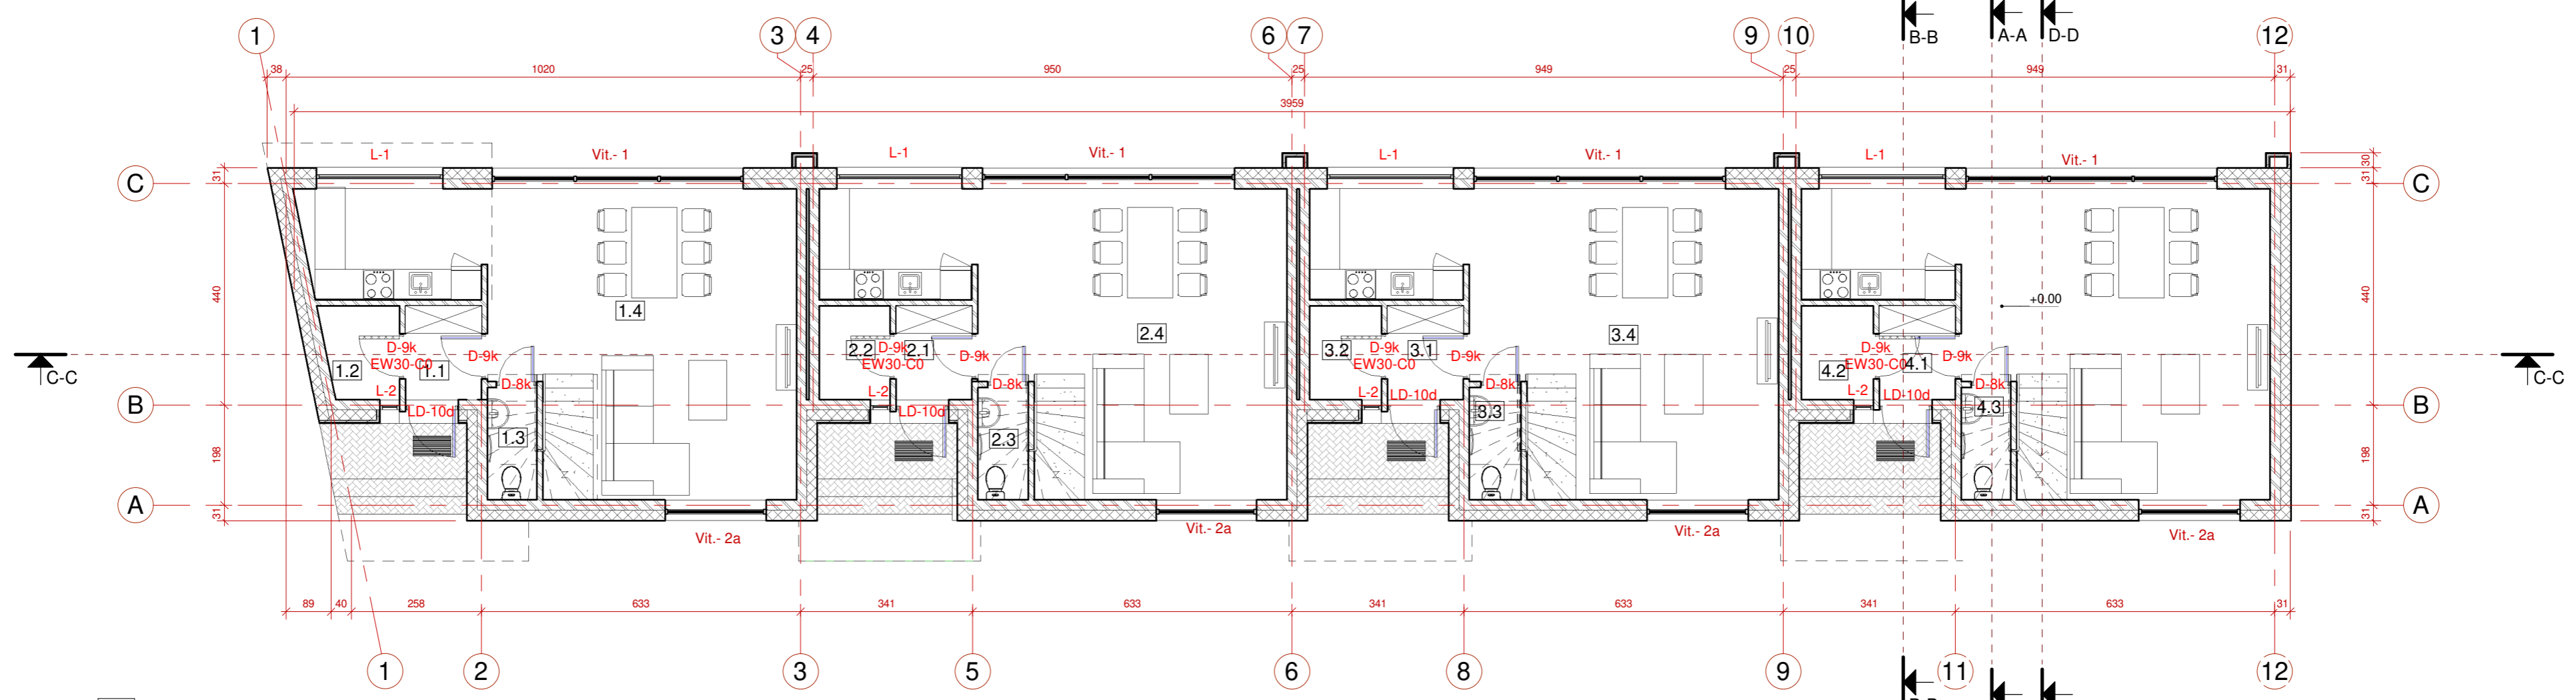 B-B A-A D-D
1 3 4 6 7 9 10 12
38 1020 25 950 25 949 25 949 31
3959
L-1 Vit.- 1 L-1 Vit.- 1 L-1 Vit.- 1 L-1 Vit.- 1
C 31 30 31 C
440 440
1.4 2.4 3.4 +0.00
D-9k D-9k D-9k D-9k D-9k D-9k D-9k D-9k
2.2 2.1 3.2 3.1
EW30-C0 EW30-C0 EW30-C0 EW30-C0
1.2 1.1 4.2 4.1
C-C C-C
D-8k D-8k D-8k D-8k
L-2 L-2 L-2 L-2
B LD-10d LD-10d LD-10d LD-10d B
3.3 4.3
1.3 2.3
198 198
A 31 31 A
Vit.- 2a Vit.- 2a Vit.- 2a Vit.- 2a
89 40 258 633 341 633 341 633 341 633 31
1 2 3 5 6 8 9 11 12